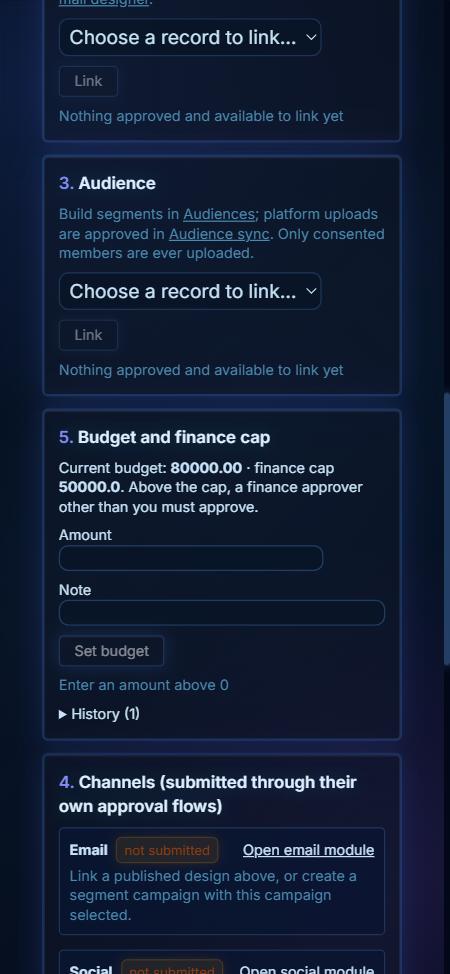 mail designer.
Choose a record to link...
Link
Nothing approved and available to link yet
3. Audience
Build segments in Audiences; platform uploads
are approved in Audience sync. Only consented
members are ever uploaded.
Choose a record to link...
Link
Nothing approved and available to link yet
5. Budget and finance cap
Current budget: 80000.00 · finance cap
50000.0. Above the cap, a finance approver
other than you must approve.
Amount
Note
Set budget
Enter an amount above 0
▶ History (1)
4. Channels (submitted through their
own approval flows)
Email not submitted Open email module
Link a published design above, or create a
segment campaign with this campaign
selected.
Social not submitted Open social module